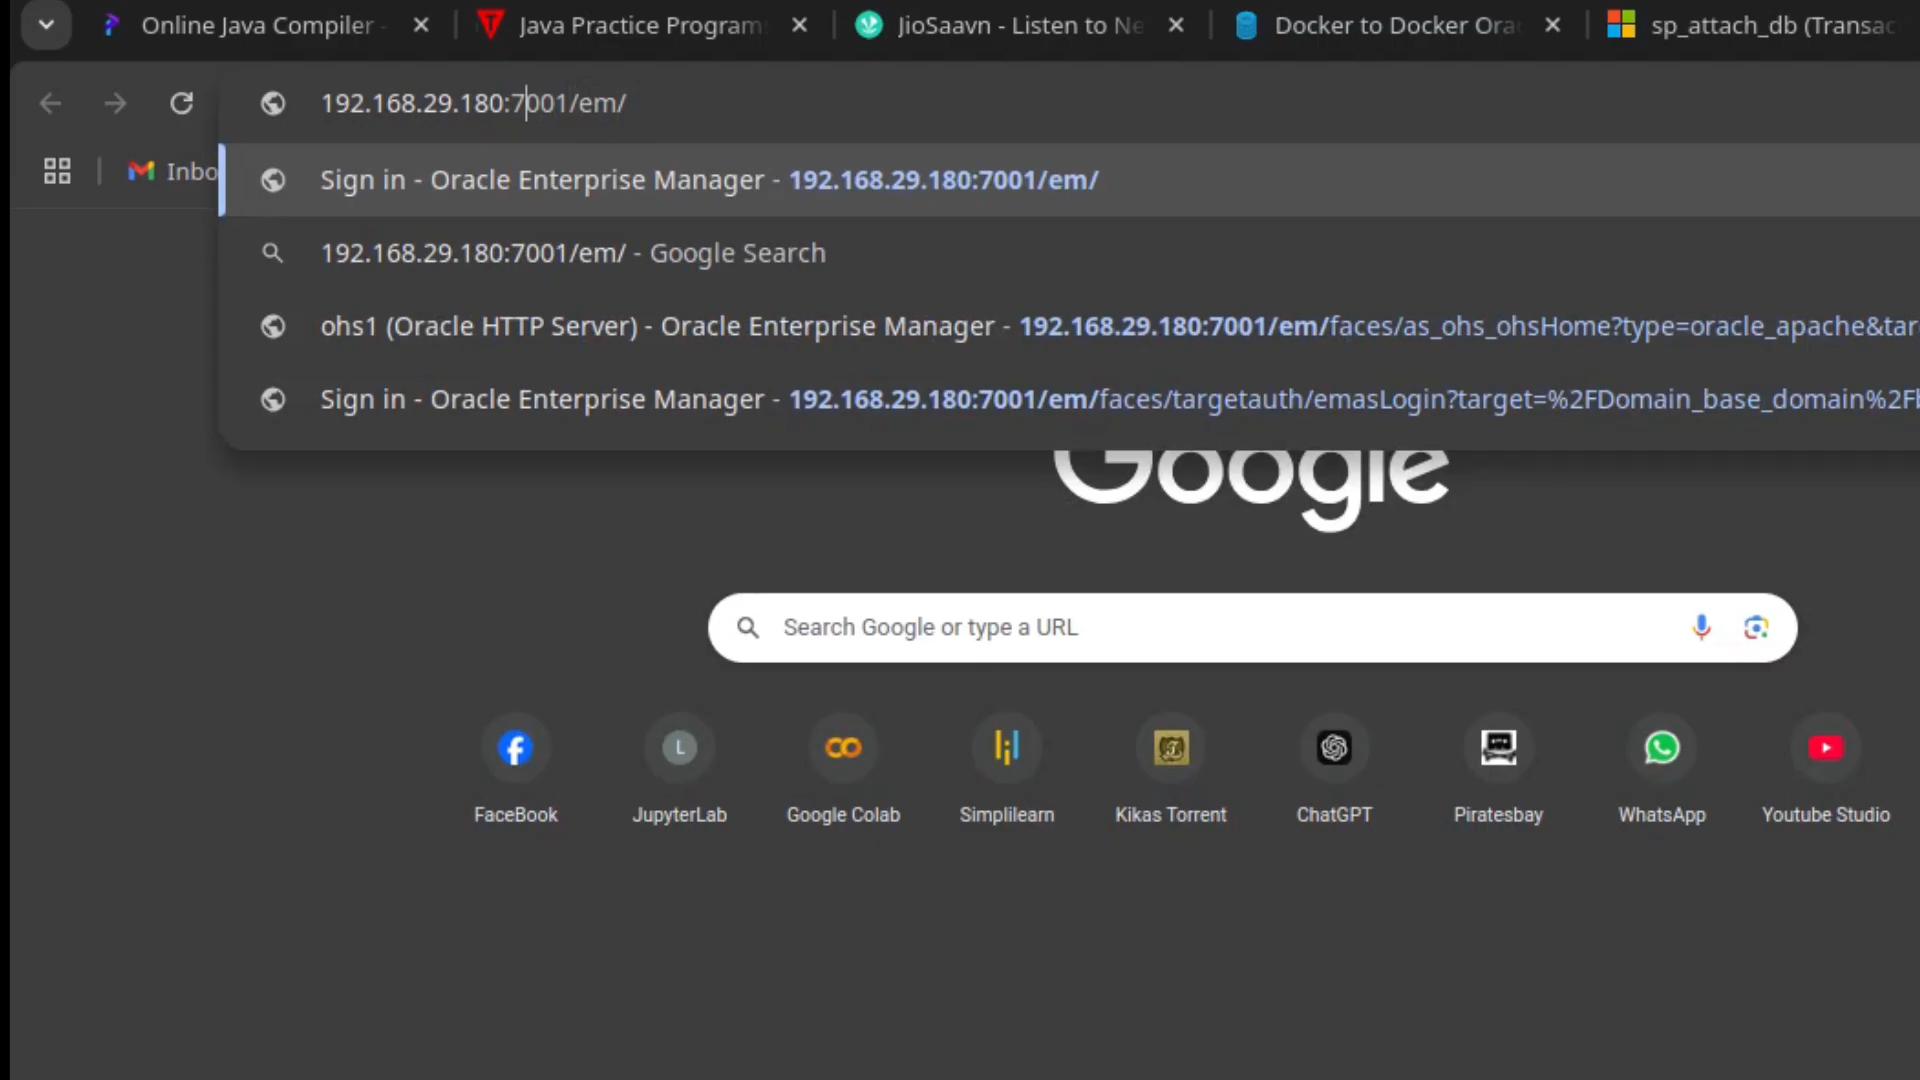 Online Java Compiler -
Java Practice Program
JioSaavn - Listen to Ne
Docker to Docker Ora
sp_attach_db (Transac
192.168.29.180:7001/em/
Inbo
Sign in - Oracle Enterprise Manager - 192.168.29.180:7001/em/
192.168.29.180:7001/em/ - Google Search
ohs1 (Oracle HTTP Server) - Oracle Enterprise Manager - 192.168.29.180:7001/em/faces/as_ohs_ohsHome?type=oracle_apache&tar
Sign in - Oracle Enterprise Manager - 192.168.29.180:7001/em/faces/targetauth/emasLogin?target=%2FDomain_base_domain%2F
Google
Search Google or type a URL
L
FaceBook
JupyterLab
Google Colab
Simplilearn
Kikas Torrent
ChatGPT
Piratesbay
WhatsApp
Youtube Studio